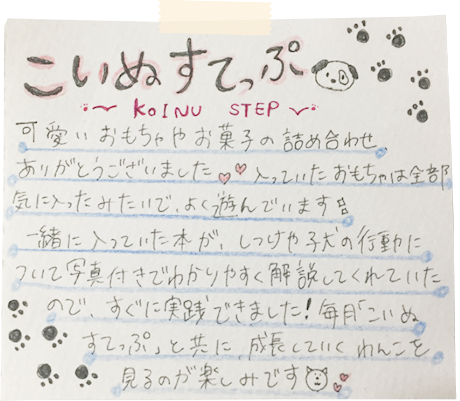 こいぬすてっぷ
KOINU STEP
可愛いおもちゃやお菓子の詰め合わせ、
ありがとうございました♡♡入っていたおもちゃは全部
気に入ったみたいで、よく遊んでいます!
一緒に入っていた本が、しつけや子犬の行動に
ついて写真付きでわかりやすく解説してくれていた
ので、すぐに実践できました!毎月「こいぬ
すてっぷ」と共に成長していくわんこを
見るのが楽しみです